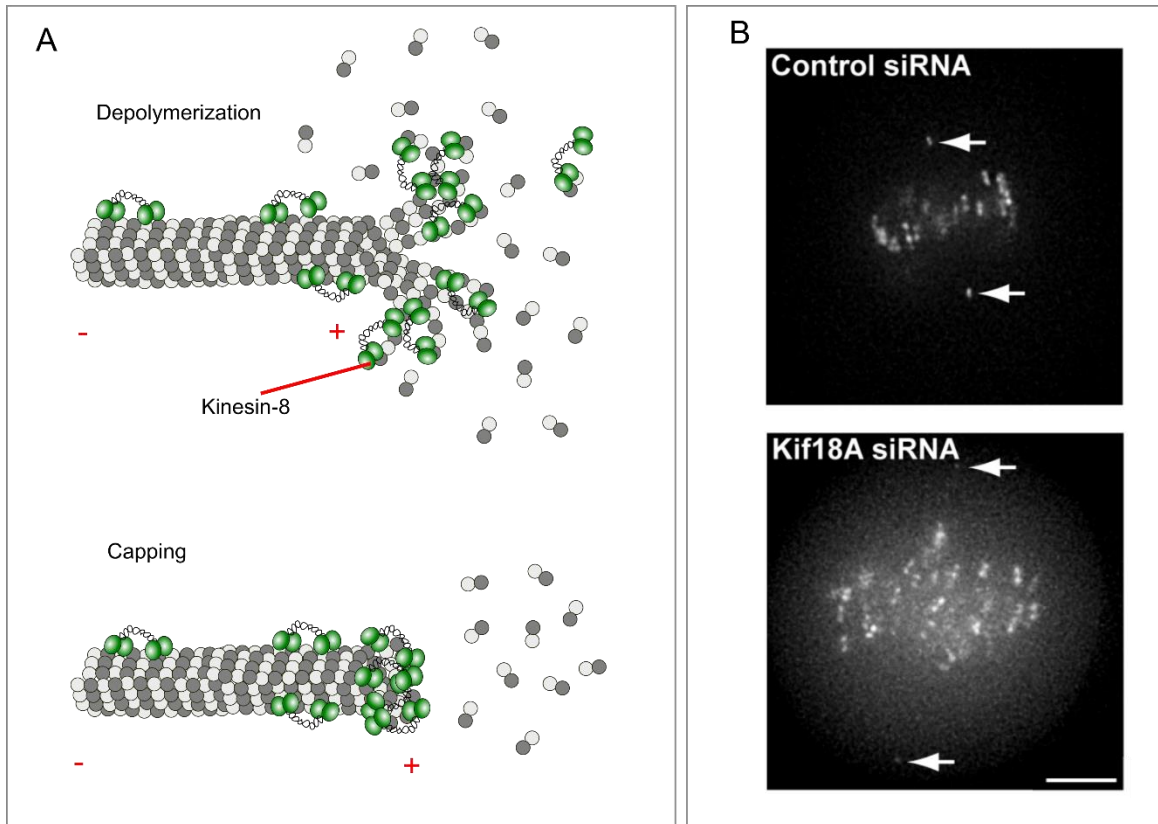 A
Depolymerization
-
+
Kinesin-8
Capping
-
+
B
Control siRNA
Kif18A siRNA